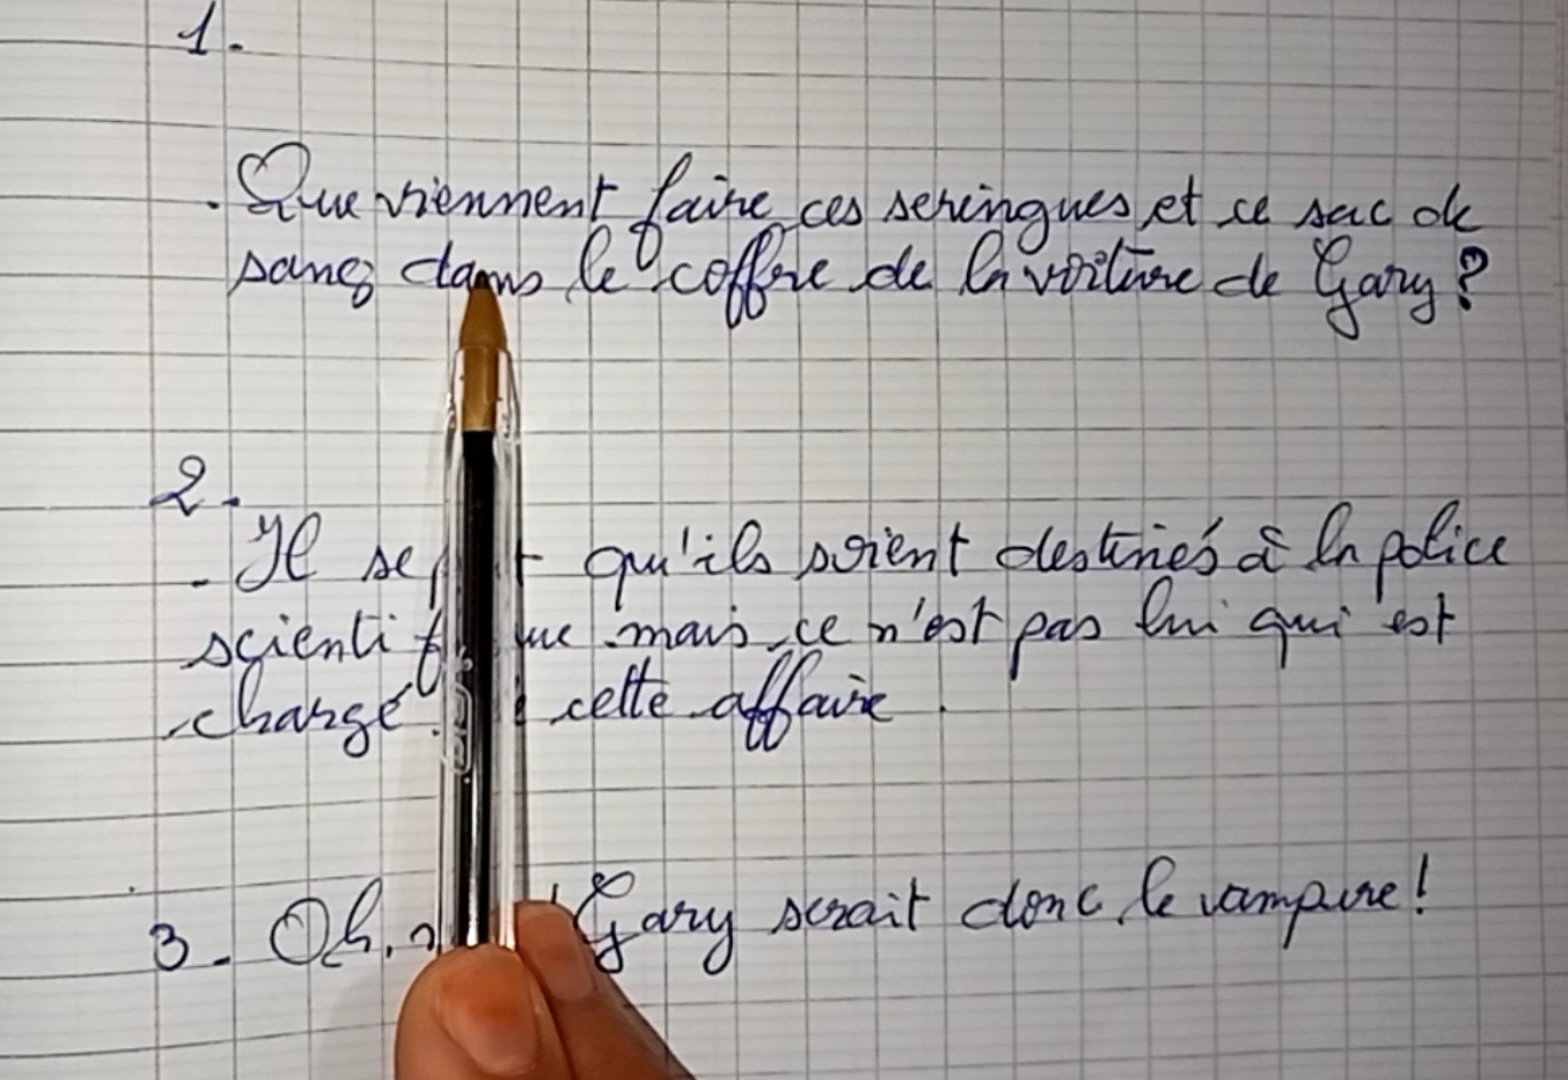 1.
. Que viennent faire ces seringues et ce sac de
sang dans le coffre de la voiture de Gary ?
2.
. Il se qu'ils soient destinés à la police
mais ce n'est pas lui qui est
chargé cette affaire .
3. Oh, Gary serait donc le vampire !